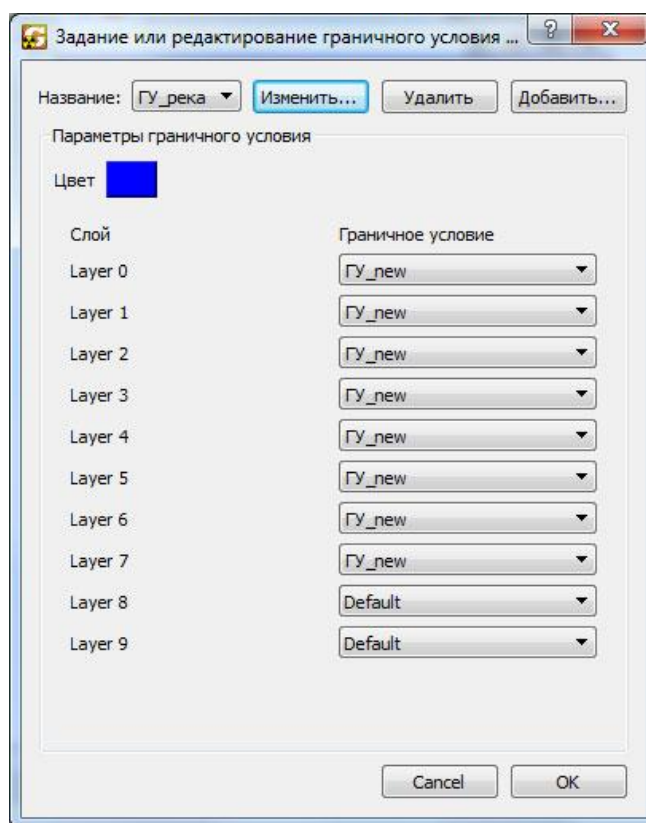 Задание или редактирование граничного условия ...
Название: ГУ_река Изменить... Удалить Добавить...
Параметры граничного условия
Цвет
Слой Граничное условие
Layer 0 ГУ_new
Layer 1 ГУ_new
Layer 2 ГУ_new
Layer 3 ГУ_new
Layer 4 ГУ_new
Layer 5 ГУ_new
Layer 6 ГУ_new
Layer 7 ГУ_new
Layer 8 Default
Layer 9 Default
Cancel OK